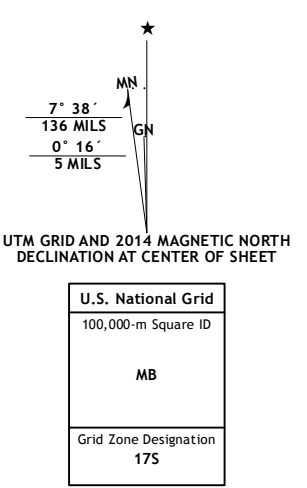 ★
MN
7° 38´
136 MILS
GN
0° 16´
5 MILS
UTM GRID AND 2014 MAGNETIC NORTH
DECLINATION AT CENTER OF SHEET
U.S. National Grid
100,000-m Square ID
MB
Grid Zone Designation
17S